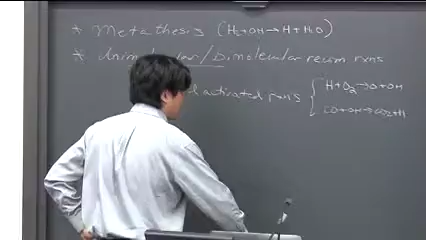 * Metathesis (H₂+OH→H+H₂O)
* Unimolecular/bimolecular recom rxns
activated rxns { H+O₂→O+OH
CO+OH→CO₂+H